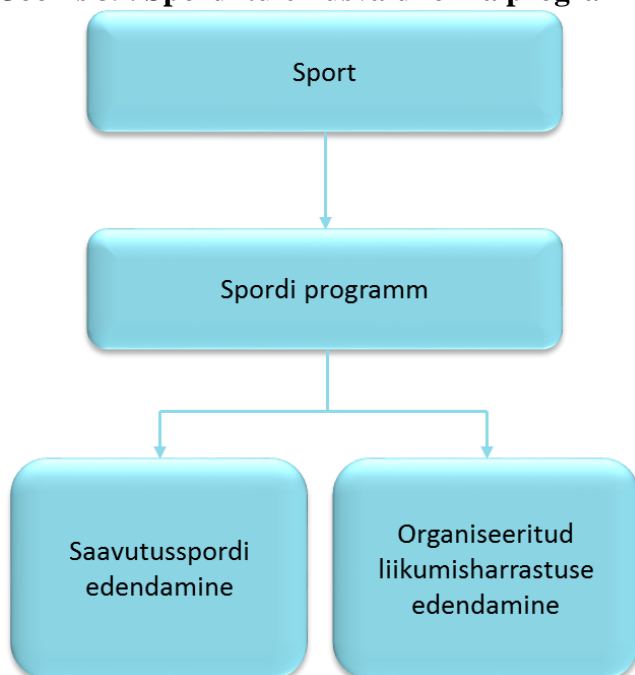 Sport
Spordi programm
Saavutusspordi
edendamine
Organiseeritud
liikumisharrastuse
edendamine